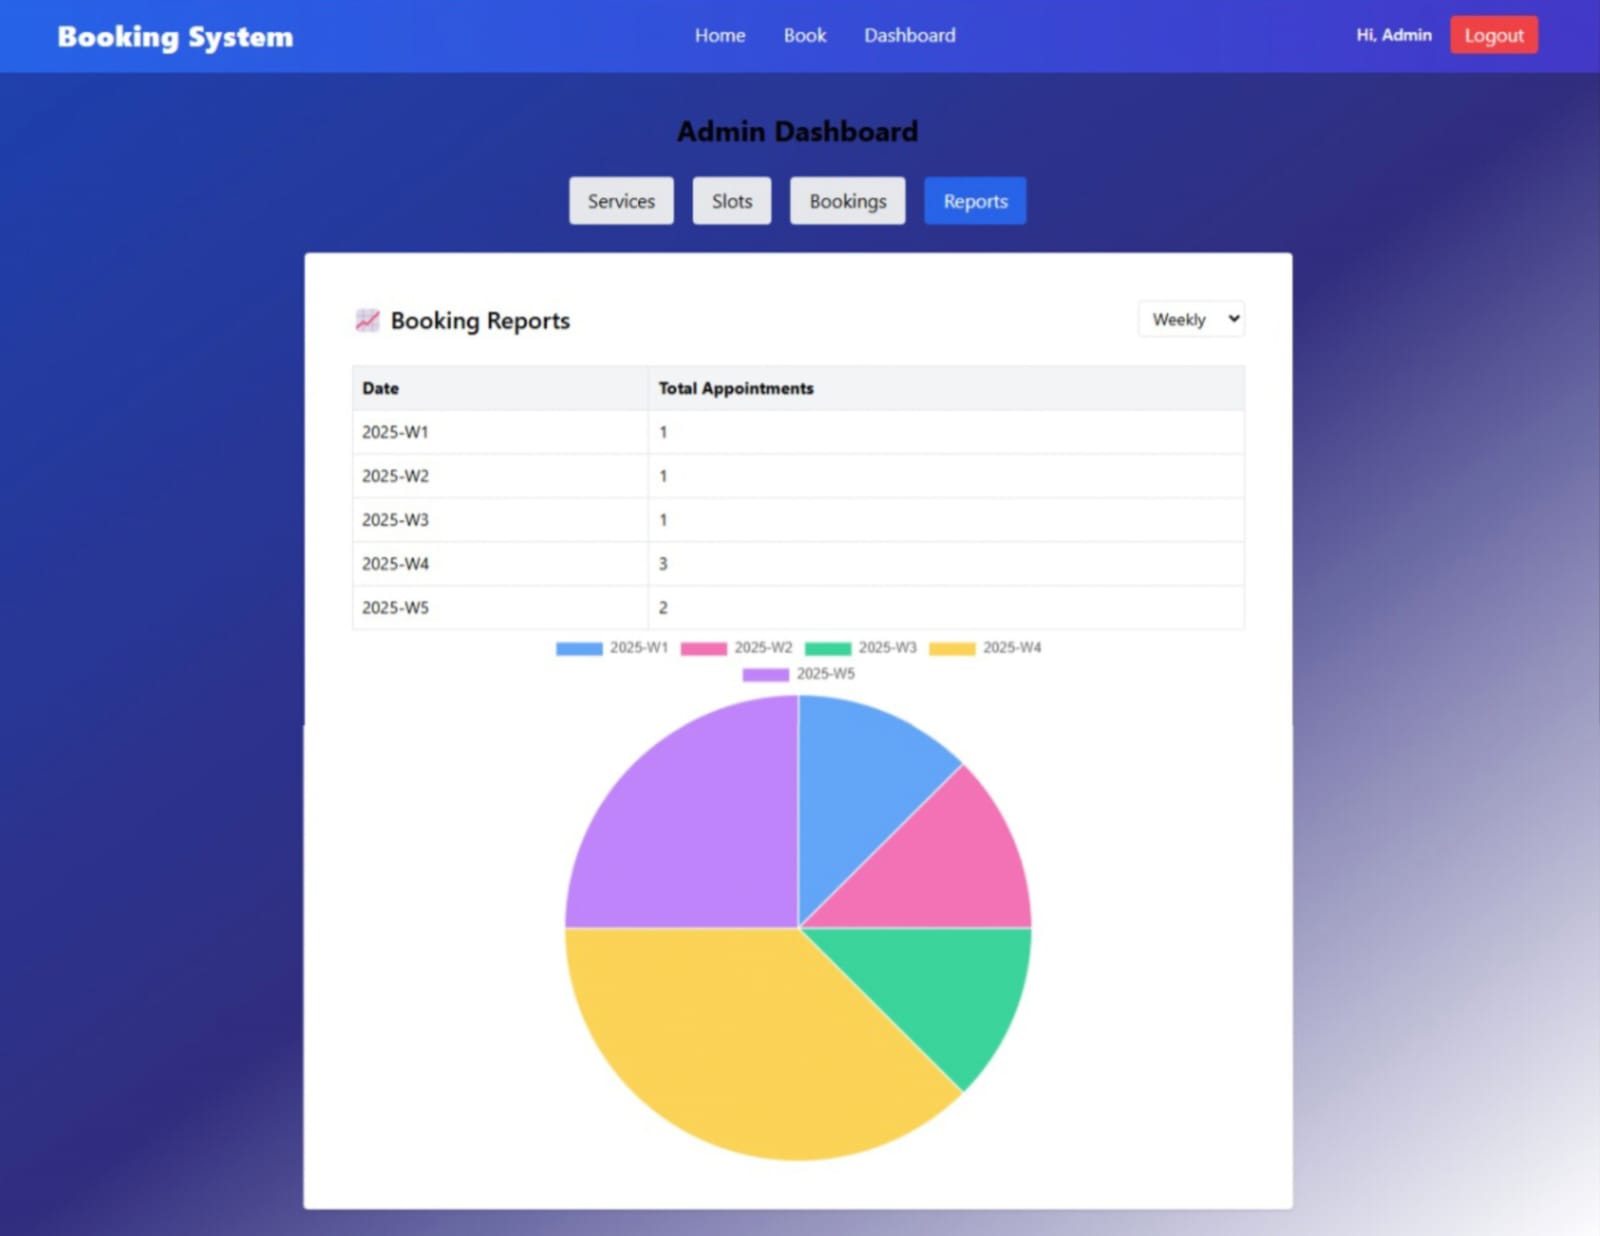 Booking System Home Book Dashboard Hi, Admin Logout
Admin Dashboard
Services Slots Bookings Reports
Booking Reports Weekly
Date Total Appointments
2025-W1 1
2025-W2 1
2025-W3 1
2025-W4 3
2025-W5 2
2025-W1 2025-W2 2025-W3 2025-W4
2025-W5